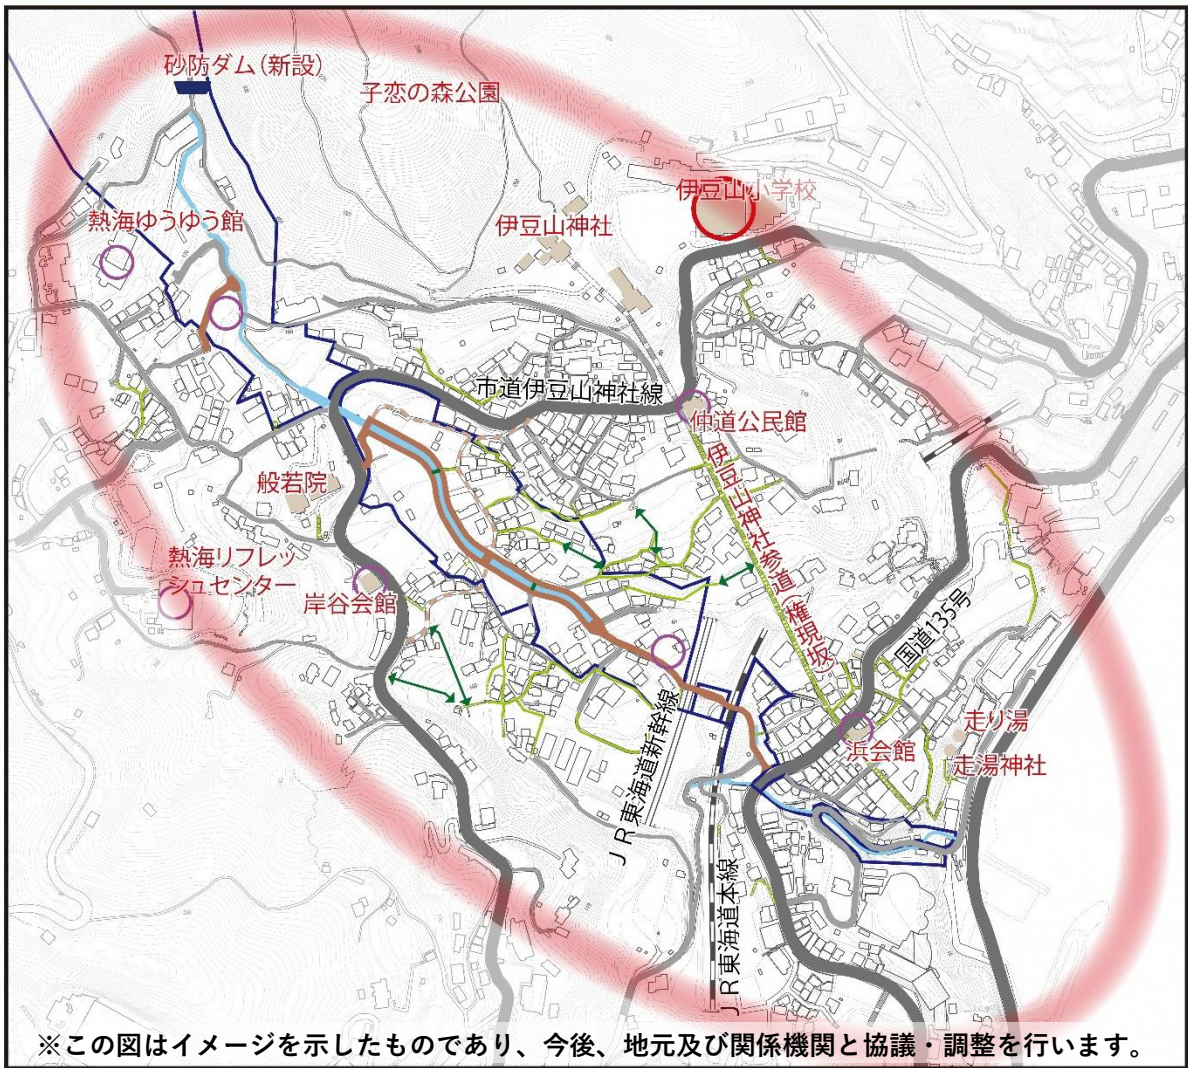 砂防ダム（新設）
子恋の森公園
伊豆山小学校
熱海ゆうゆう館
伊豆山神社
市道伊豆山神社線
仲道公民館
般若院
伊豆山神社参道（権現坂）
熱海リフレッ
シュセンター
岸谷会館
国道135号
走り湯
浜会館
走湯神社
ＪＲ東海道新幹線
ＪＲ東海道本線
※この図はイメージを示したものであり、今後、地元及び関係機関と協議・調整を行います。